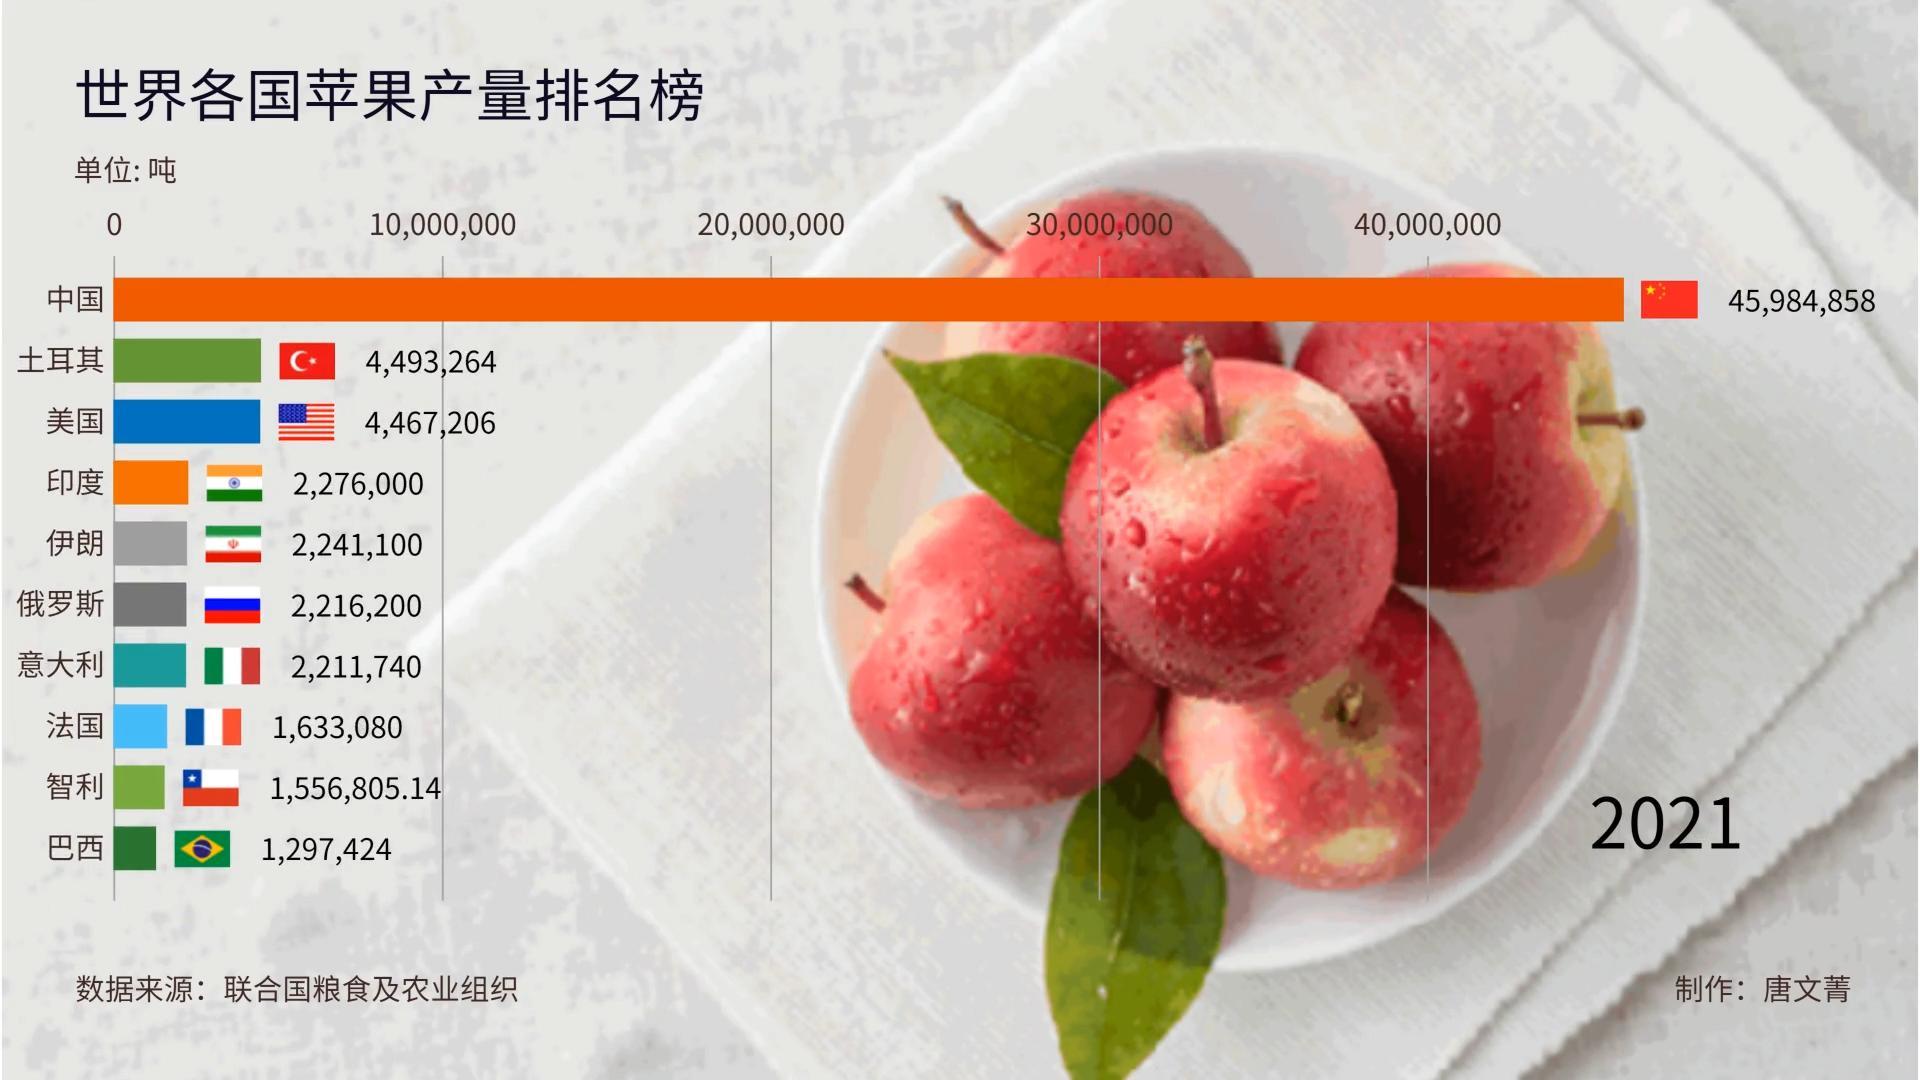 世界各国苹果产量排名榜
单位: 吨
0 10,000,000 20,000,000 30,000,000 40,000,000
中国 45,984,858
土耳其 4,493,264
美国 4,467,206
印度 2,276,000
伊朗 2,241,100
俄罗斯 2,216,200
意大利 2,211,740
法国 1,633,080
智利 1,556,805.14
巴西 1,297,424
2021
数据来源：联合国粮食及农业组织 制作：唐文菁